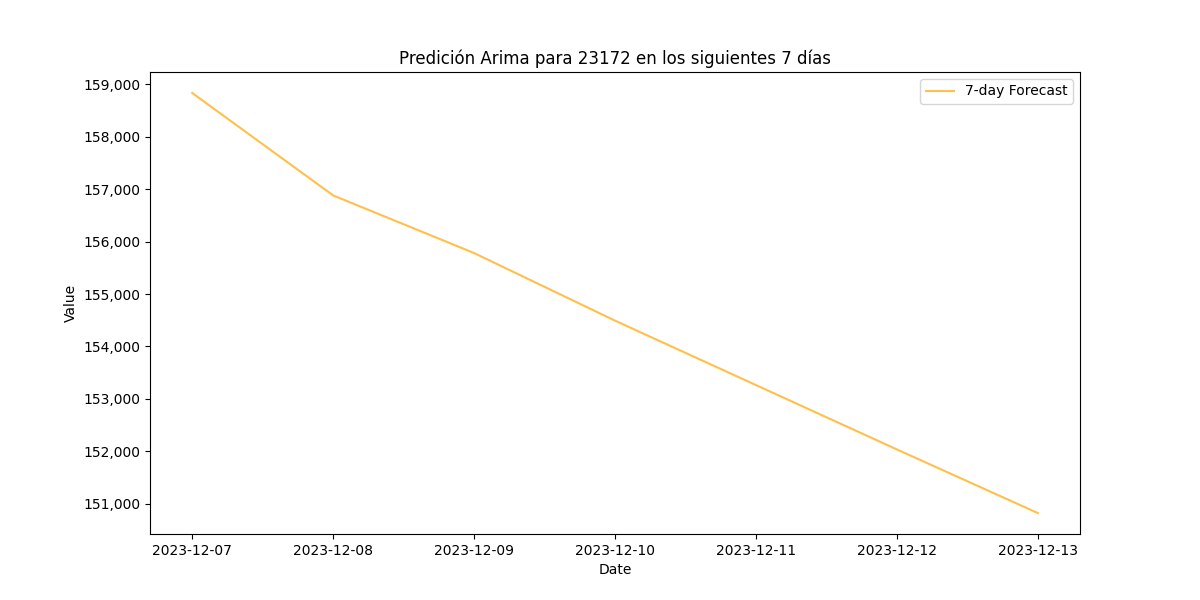 Predición Arima para 23172 en los siguientes 7 días
7-day Forecast
159,000
158,000
157,000
156,000
155,000
154,000
153,000
152,000
151,000
Value
2023-12-07 2023-12-08 2023-12-09 2023-12-10 2023-12-11 2023-12-12 2023-12-13
Date